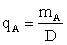 q_A = m_A / D